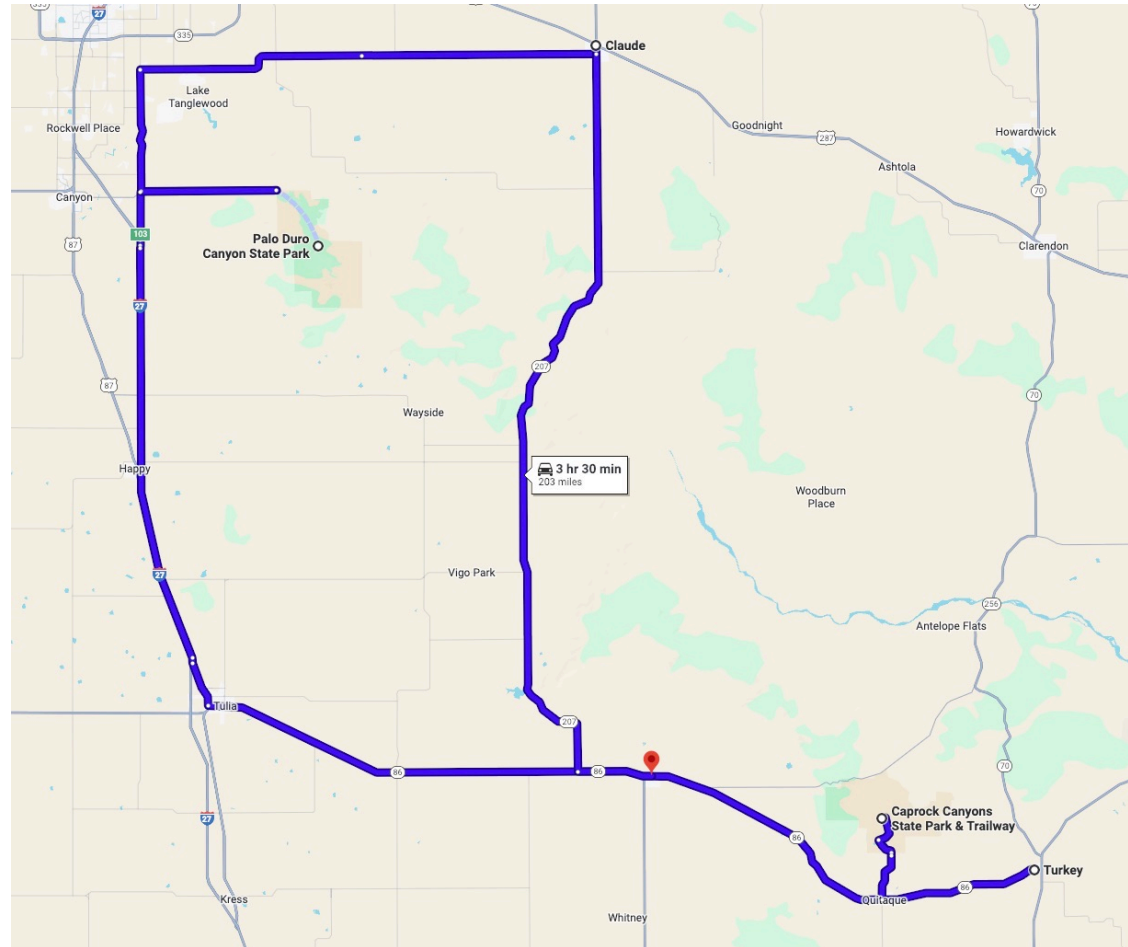 335
27
70
335
Claude
Lake
Tanglewood
Rockwell Place
Goodnight
287
Howardwick
Ashtola
70
Canyon
103
87
Palo Duro
Canyon State Park
Clarendon
27
207
87
70
Wayside
Happy
3 hr 30 min
203 miles
Woodburn
Place
27
Vigo Park
256
Antelope Flats
Tulia
207
70
86
86
27
Caprock Canyons
State Park & Trailway
86
Turkey
86
Quitaque
Kress
Whitney